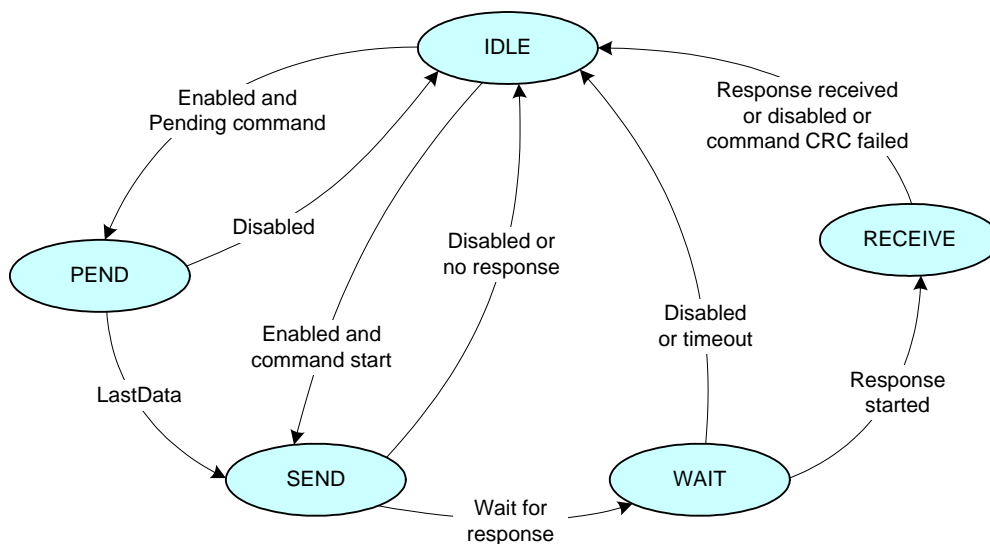 IDLE
Enabled and
Pending command
Response received
or disabled or
command CRC failed
Disabled
Disabled or
no response
RECEIVE
PEND
Enabled and
command start
Disabled
or timeout
LastData
Response
started
SEND
WAIT
Wait for
response